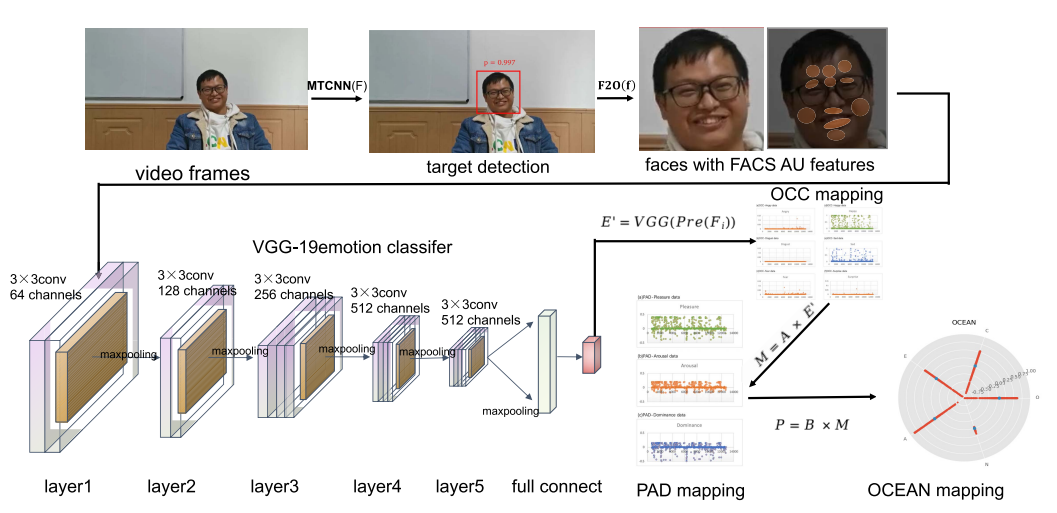 p = 0.997
MTCNN(F)
F2O(f)
video frames
target detection
faces with FACS AU features
OCC mapping
E' = VGG(Pre(F_i))
VGG-19emotion classifer
3×3conv
64 channels
3×3conv
128 channels
3×3conv
256 channels
3×3conv
512 channels
3×3conv
512 channels
maxpooling
maxpooling
maxpooling
maxpooling
maxpooling
layer1
layer2
layer3
layer4
layer5
full connect
(a)PAD-Pleasure data
Pleasure
(b)PAD-Arousal data
Arousal
(c)PAD-Dominance data
Dominance
PAD mapping
M = A × E'
P = B × M
OCEAN
C
E
O
A
N
OCEAN mapping